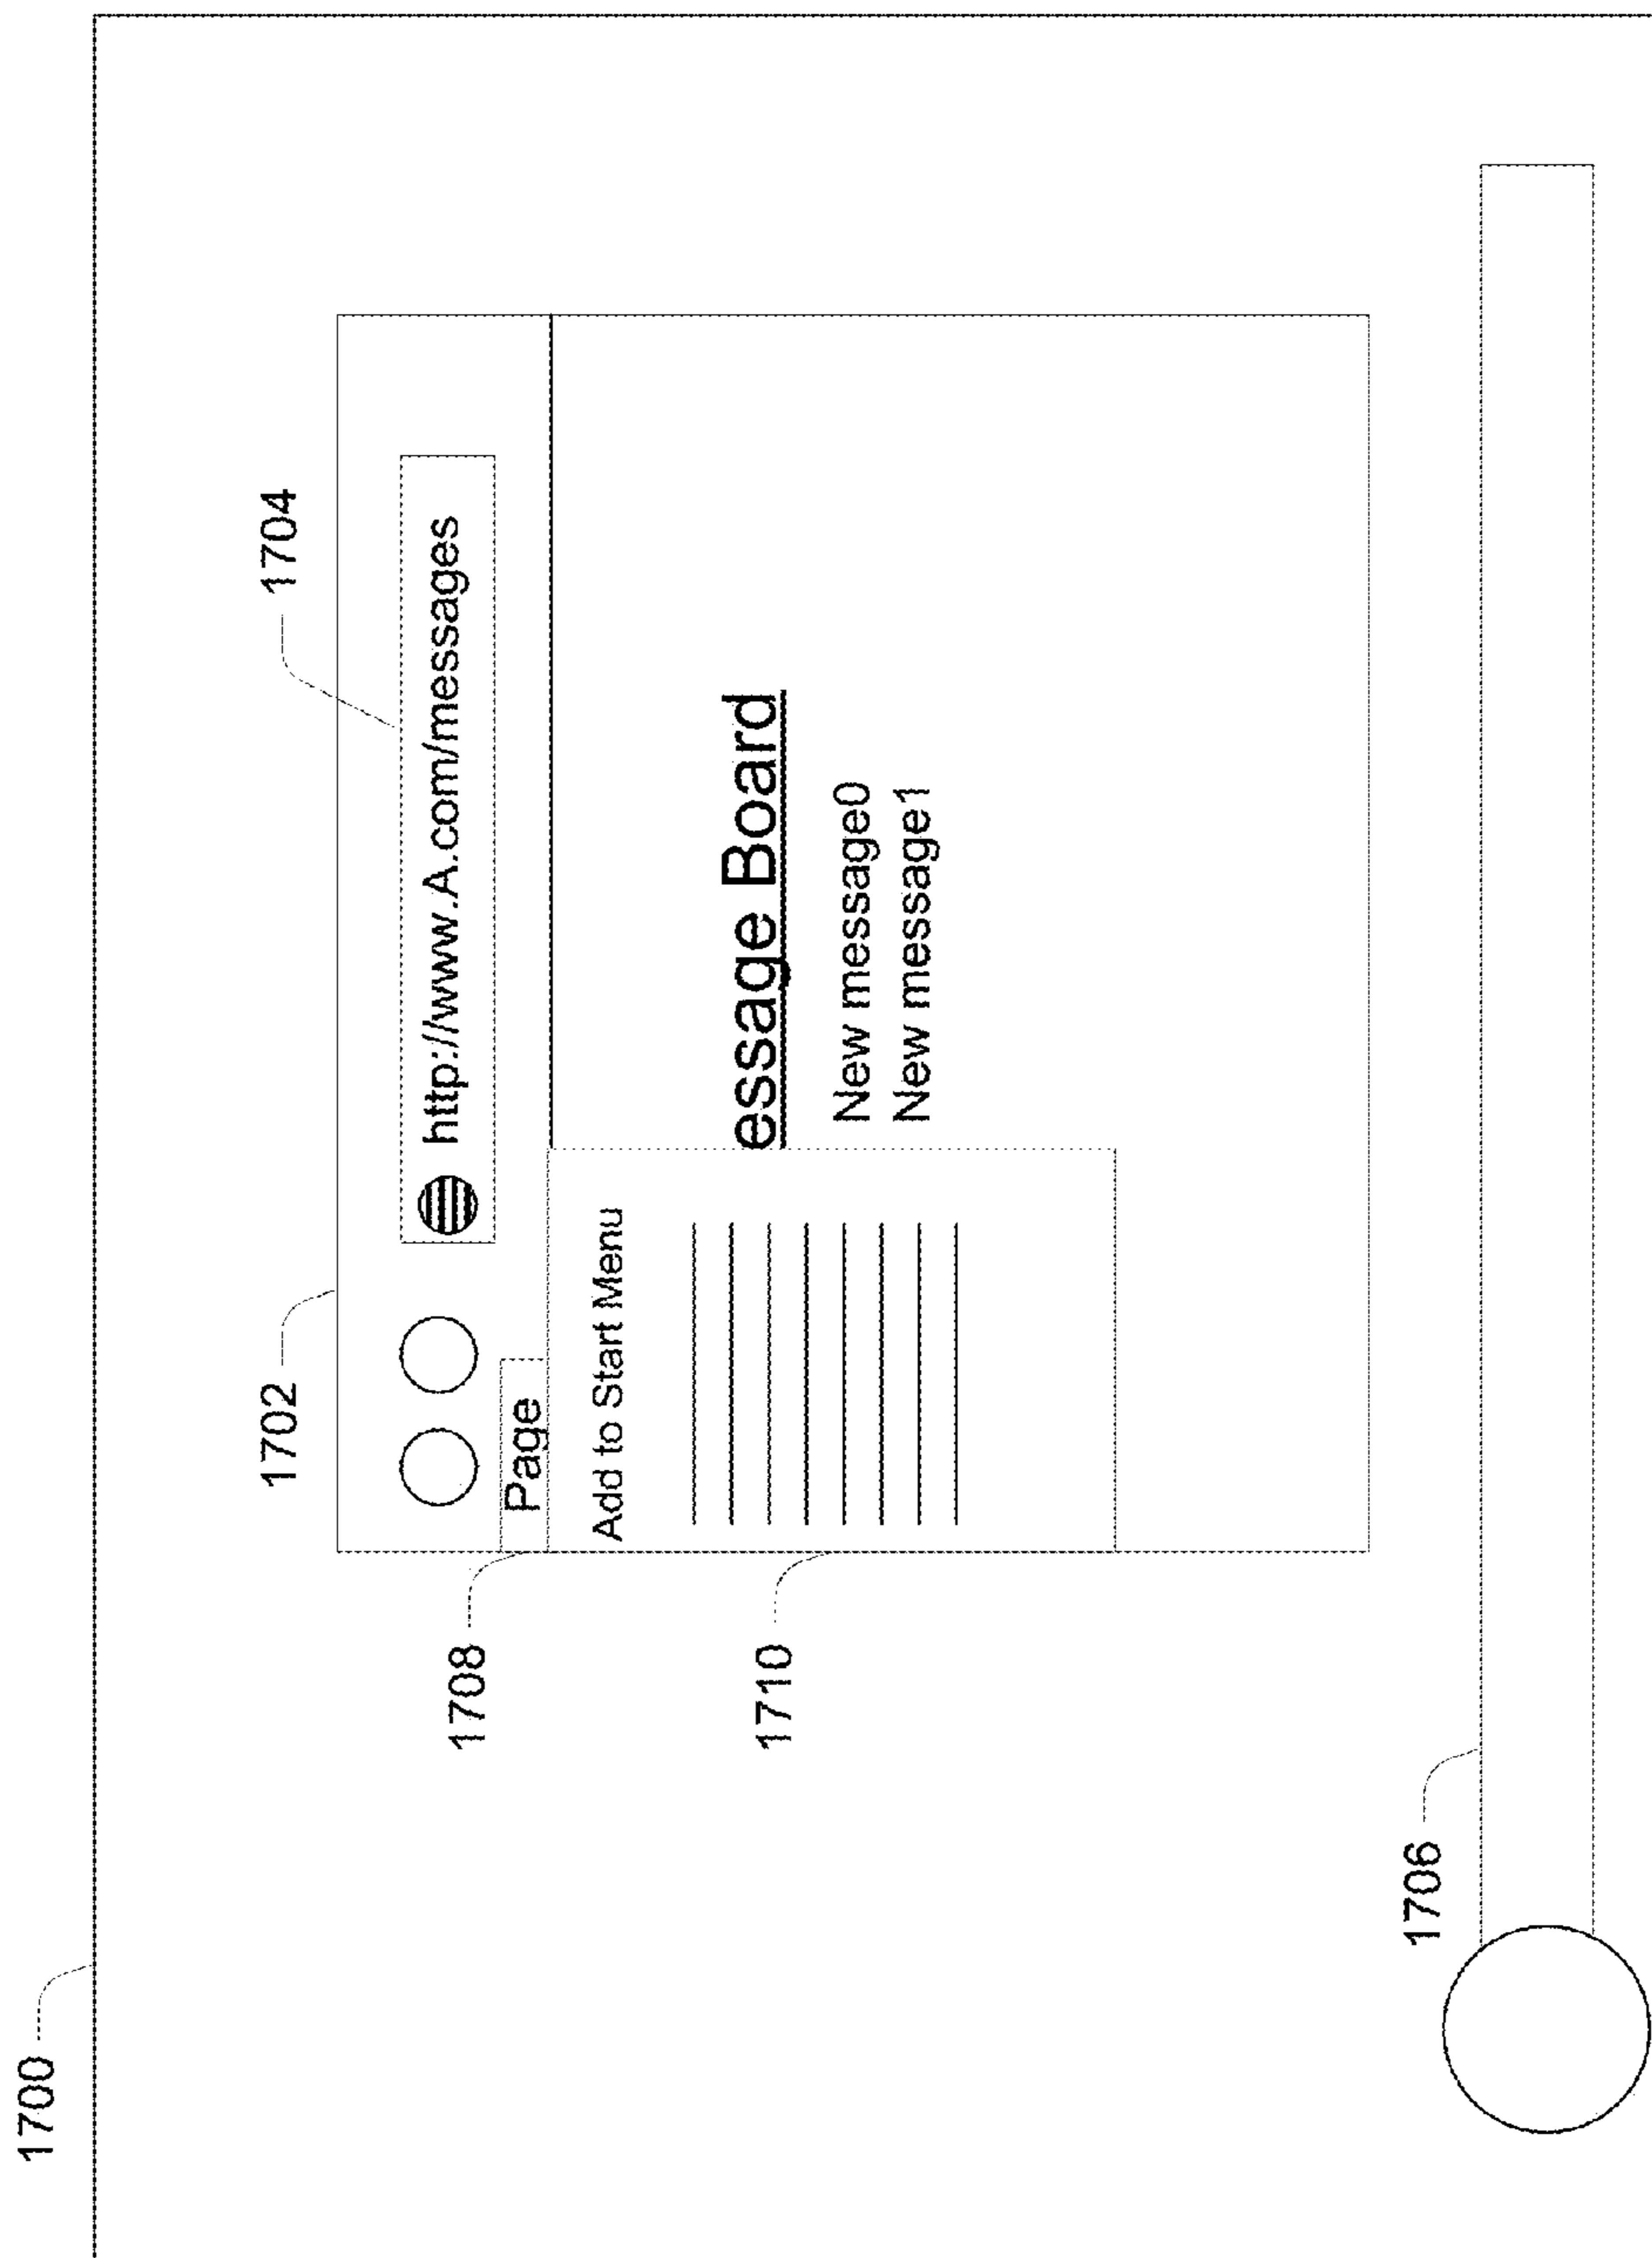 1700
1702
1704
http://www.A.com/messages
1708
Page
Add to Start Menu
1710
essage Board
New message0
New message1
1706